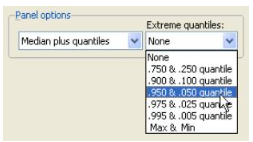 Panel options
Extreme quantiles:
Median plus quantiles
None
None
.750 & .250 quantile
.900 & .100 quantile
.950 & .050 quantile
.975 & .025 quantile
.995 & .005 quantile
Max & Min